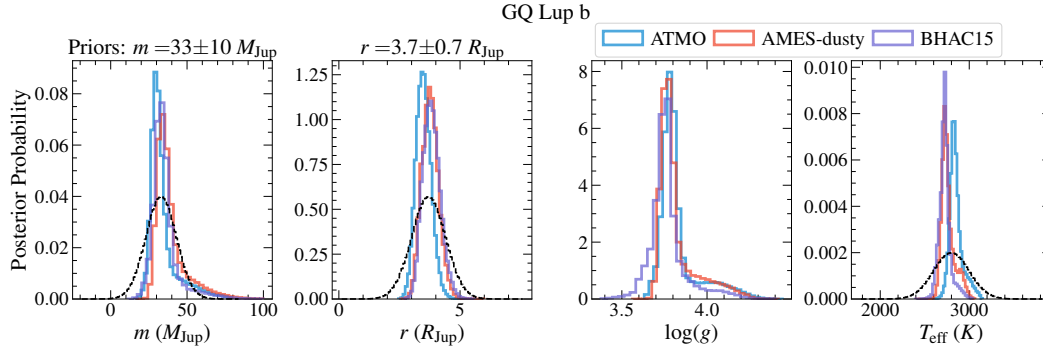 GQ Lup b
Priors: m =33±10 M_Jup
r =3.7±0.7 R_Jup
ATMO
AMES-dusty
BHAC15
Posterior Probability
0.08
0.06
0.04
0.02
0.00
0
50
100
m (M_Jup)
1.25
1.00
0.75
0.50
0.25
0.00
0
5
r (R_Jup)
8
6
4
2
0
3.5
4.0
log(g)
0.010
0.008
0.006
0.004
0.002
0.000
2000
3000
T_eff (K)